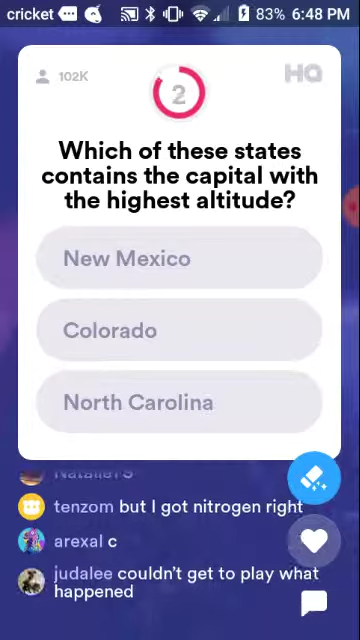 cricket 83% 6:48 PM
102K
2
HQ
Which of these states
contains the capital with
the highest altitude?
New Mexico
Colorado
North Carolina
tenzom but I got nitrogen right
arexal c
judalee couldn't get to play what
happened